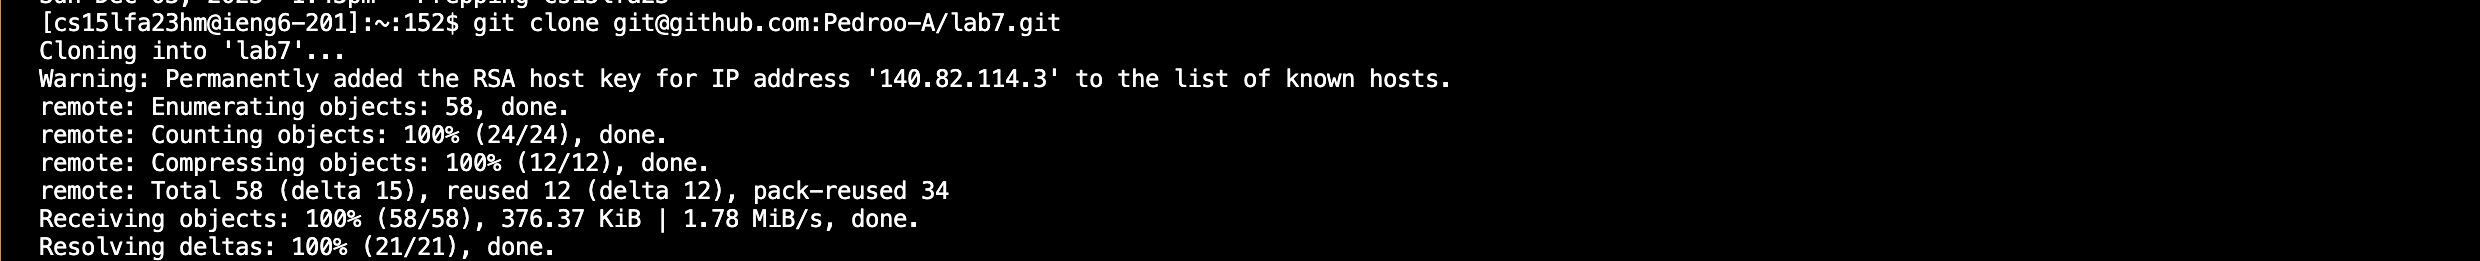 [cs15lfa23hm@ieng6-201]:~:152$ git clone git@github.com:Pedroo-A/lab7.git
Cloning into 'lab7'...
Warning: Permanently added the RSA host key for IP address '140.82.114.3' to the list of known hosts.
remote: Enumerating objects: 58, done.
remote: Counting objects: 100% (24/24), done.
remote: Compressing objects: 100% (12/12), done.
remote: Total 58 (delta 15), reused 12 (delta 12), pack-reused 34
Receiving objects: 100% (58/58), 376.37 KiB | 1.78 MiB/s, done.
Resolving deltas: 100% (21/21), done.